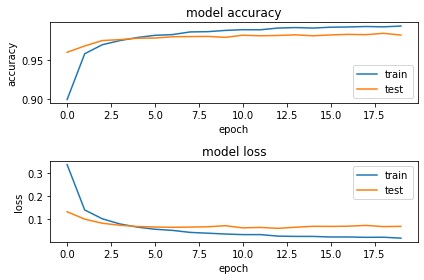 model accuracy
0.95
0.90
accuracy
train
test
0.0 2.5 5.0 7.5 10.0 12.5 15.0 17.5
epoch
model loss
0.3
0.2
0.1
loss
train
test
0.0 2.5 5.0 7.5 10.0 12.5 15.0 17.5
epoch